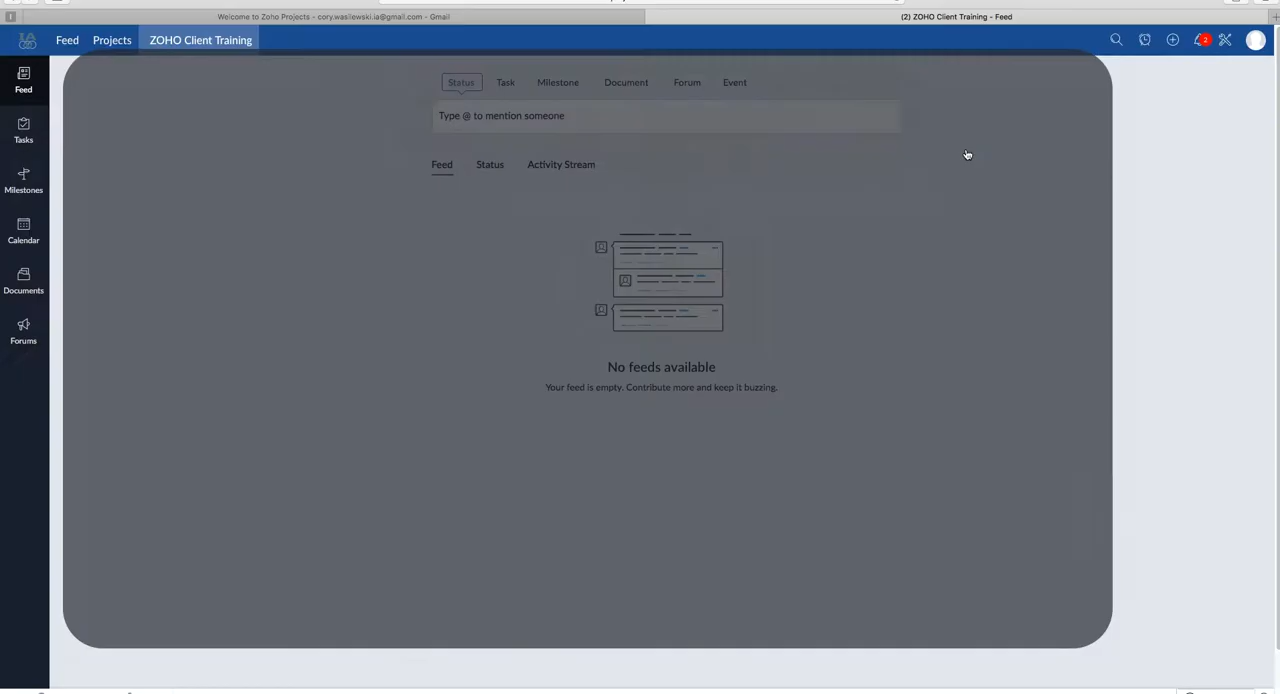 Welcome to Zoho Projects - cory.wasilewski.ia@gmail.com - Gmail
(2) ZOHO Client Training - Feed
Feed Projects ZOHO Client Training
2
Feed
Tasks
Milestones
Calendar
Documents
Forums
Status Task Milestone Document Forum Event
Type @ to mention someone
Feed Status Activity Stream
No feeds available
Your feed is empty. Contribute more and keep it buzzing.